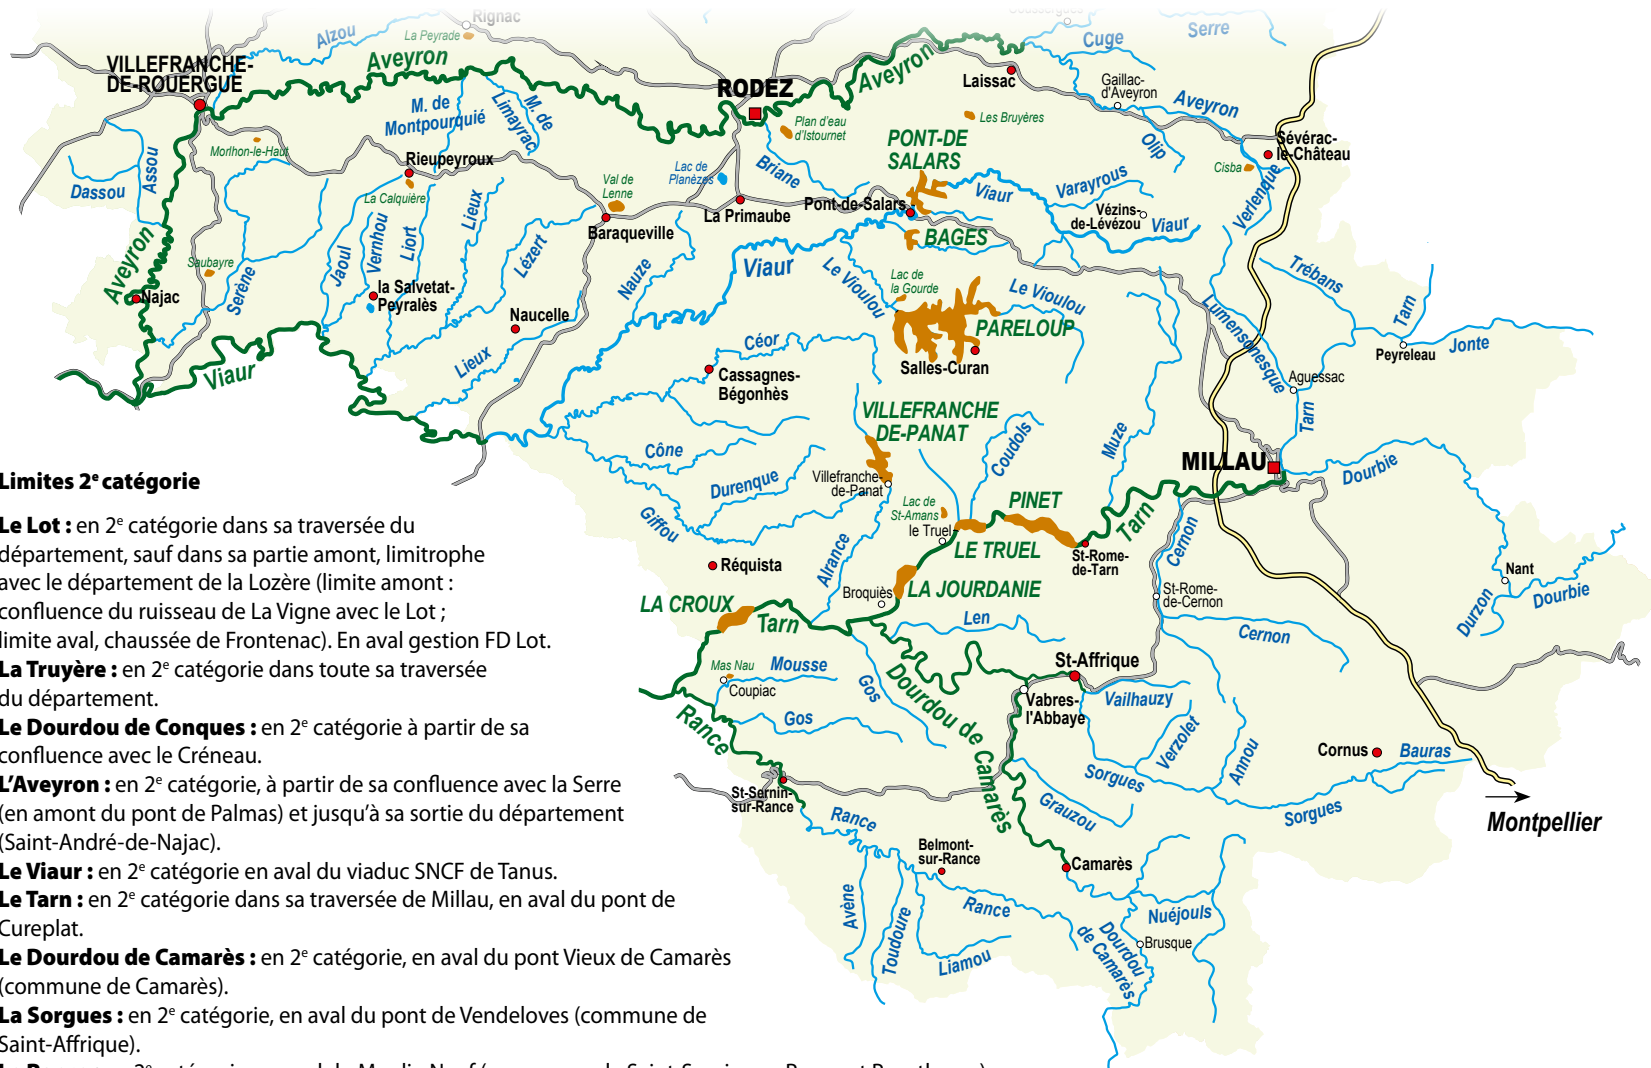 Rignac
Alzou
La Peyrade
Cuge
Serre
VILLEFRANCHE-
DE-ROUERGUE
Aveyron
RODEZ
Aveyron
Laissac
Gaillac-
d'Aveyron
Aveyron
M. de
Montpourquié
M. de
Limayrac
Plan d'eau
d'Istournet
Les Bruyères
PONT-DE
SALARS
Olip
Sévérac-
le-Château
Morlhon-le-Haut
Rieupeyroux
Lac de
Planèzes
Briane
Cisba
Dassou
Assou
La Calquière
Val de
Lenne
Viaur
Varayrous
Verlenque
Vernhou
Liort
Lieux
La Primaube
Pont-de-Salars
Vézins-
de-Lévézou
Viaur
Baraqueville
BAGES
Aveyron
Saubayre
Serène
Jaoul
Lézert
Nauze
Viaur
Le Vioulou
Lac de
la Gourde
Le Vioulou
Trébans
Tarn
Najac
la Salvetat-
Peyralès
Naucelle
PARELOUP
Lumensonesque
Peyreleau
Jonte
Viaur
Lieux
Céor
Cassagnes-
Bégonhès
Salles-Curan
Aguessac
Tarn
VILLEFRANCHE
DE-PANAT
Coudols
Muze
Cône
MILLAU
Dourbie
Durenque
Villefranche-
de-Panat
Lac de
St-Amans
PINET
Tarn
Giffou
le Truel
LE TRUEL
St-Rome-
de-Tarn
Cernon
Réquista
Alrance
Broquiès
LA JOURDANIE
St-Rome-
de-Cernon
Nant
Durzon
Dourbie
LA CROUX
Tarn
Len
Cernon
Mas Nau
Mousse
Coupiac
Gos
Dourdou de Camarès
St-Affrique
Vabres-
l'Abbaye
Vailhauzy
Rance
Gos
Verzolet
Annou
Cornus
Bauras
St-Sernin-
sur-Rance
Sorgues
Grauzou
Sorgues
Montpellier
Rance
Belmont-
sur-Rance
Camarès
Avène
Toudoure
Rance
Liamou
Dourdou
de Camarès
Nuéjouls
Brusque
Limites 2e catégorie
Le Lot : en 2e catégorie dans sa traversée du
département, sauf dans sa partie amont, limitrophe
avec le département de la Lozère (limite amont :
confluence du ruisseau de La Vigne avec le Lot ;
limite aval, chaussée de Frontenac). En aval gestion FD Lot.
La Truyère : en 2e catégorie dans toute sa traversée
du département.
Le Dourdou de Conques : en 2e catégorie à partir de sa
confluence avec le Créneau.
L'Aveyron : en 2e catégorie, à partir de sa confluence avec la Serre
(en amont du pont de Palmas) et jusqu'à sa sortie du département
(Saint-André-de-Najac).
Le Viaur : en 2e catégorie en aval du viaduc SNCF de Tanus.
Le Tarn : en 2e catégorie dans sa traversée de Millau, en aval du pont de
Cureplat.
Le Dourdou de Camarès : en 2e catégorie, en aval du pont Vieux de Camarès
(commune de Camarès).
La Sorgues : en 2e catégorie, en aval du pont de Vendeloves (commune de
Saint-Affrique).